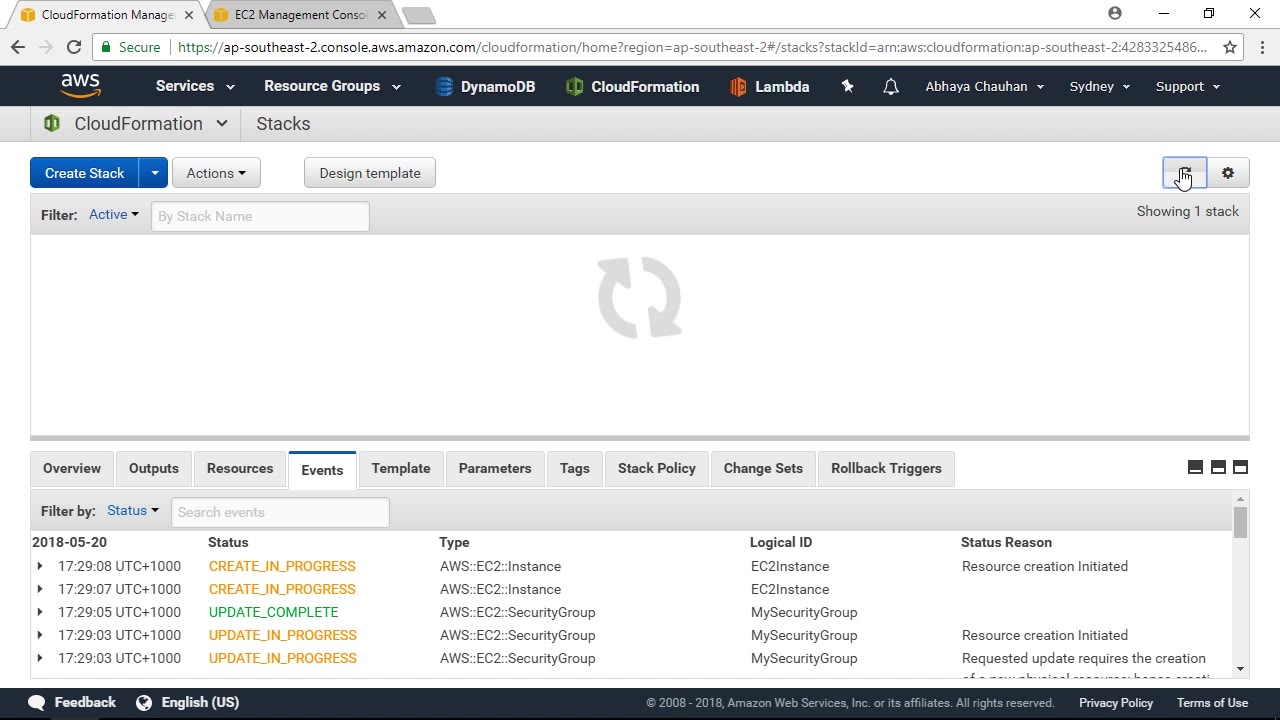 CloudFormation Manage
EC2 Management Conso
Secure https://ap-southeast-2.console.aws.amazon.com/cloudformation/home?region=ap-southeast-2#/stacks?stackId=arn:aws:cloudformation:ap-southeast-2:4283325486...
aws Services Resource Groups DynamoDB CloudFormation Lambda Abhaya Chauhan Sydney Support
CloudFormation Stacks
Create Stack Actions Design template
Filter: Active By Stack Name Showing 1 stack
Overview Outputs Resources Events Template Parameters Tags Stack Policy Change Sets Rollback Triggers
Filter by: Status Search events
2018-05-20 Status Type Logical ID Status Reason
17:29:08 UTC+1000 CREATE_IN_PROGRESS AWS::EC2::Instance EC2Instance Resource creation Initiated
17:29:07 UTC+1000 CREATE_IN_PROGRESS AWS::EC2::Instance EC2Instance
17:29:05 UTC+1000 UPDATE_COMPLETE AWS::EC2::SecurityGroup MySecurityGroup
17:29:03 UTC+1000 UPDATE_IN_PROGRESS AWS::EC2::SecurityGroup MySecurityGroup Resource creation Initiated
17:29:03 UTC+1000 UPDATE_IN_PROGRESS AWS::EC2::SecurityGroup MySecurityGroup Requested update requires the creation
Feedback English (US) © 2008 - 2018, Amazon Web Services, Inc. or its affiliates. All rights reserved. Privacy Policy Terms of Use